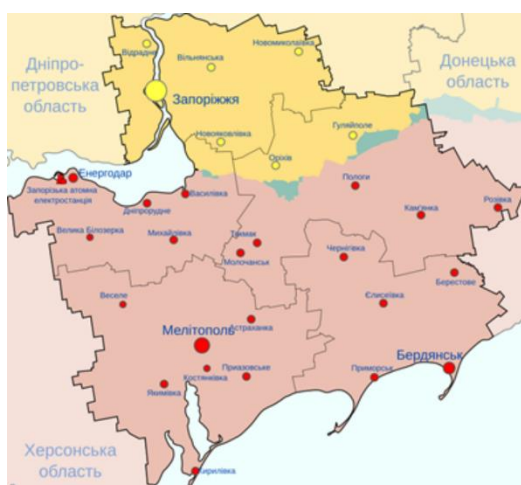 Відрадне
Вільнянська
Новомиколаївка
Дніпро-
петровська
область
Донецька
область
Запоріжжя
Новояковлівка
Гуляйполе
Оріхів
Енергодар
Запорізька атомна
електростанція
Василівка
Дніпрорудне
Пологи
Кам'янка
Розівка
Велика Білозерка
Михайлівка
Токмак
Молочанськ
Чернігівка
Берестове
Веселе
Єлисеївка
Мелітополь
Астраханка
Бердянськ
Костянківка
Приазовське
Приморськ
Якимівка
Херсонська
область
Кирилівка